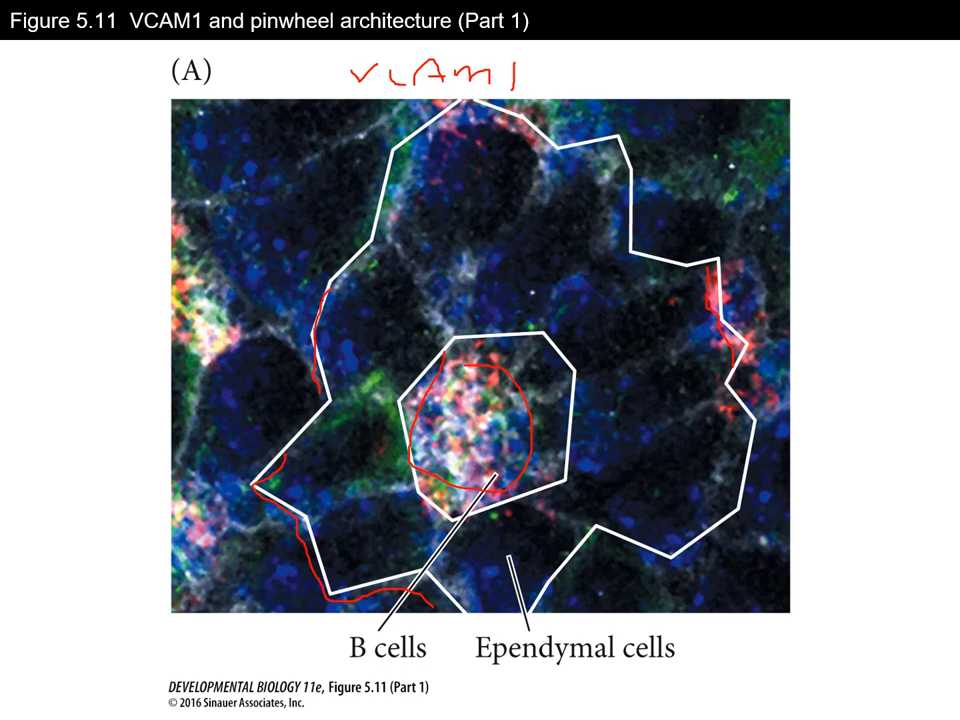 Figure 5.11 VCAM1 and pinwheel architecture (Part 1)
(A)
VCAM1
B cells
Ependymal cells
DEVELOPMENTAL BIOLOGY 11e, Figure 5.11 (Part 1)
© 2016 Sinauer Associates, Inc.